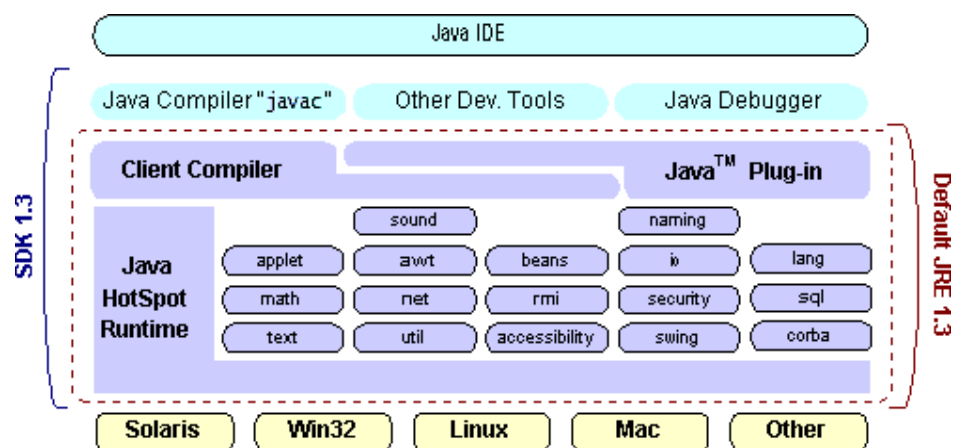 Java IDE
Java Compiler "javac"
Other Dev. Tools
Java Debugger
Client Compiler
Java™ Plug-in
SDK 1.3
Default JRE 1.3
Java
HotSpot
Runtime
sound
naming
applet
awt
beans
io
lang
math
net
rmi
security
sql
text
util
accessibility
swing
corba
Solaris
Win32
Linux
Mac
Other